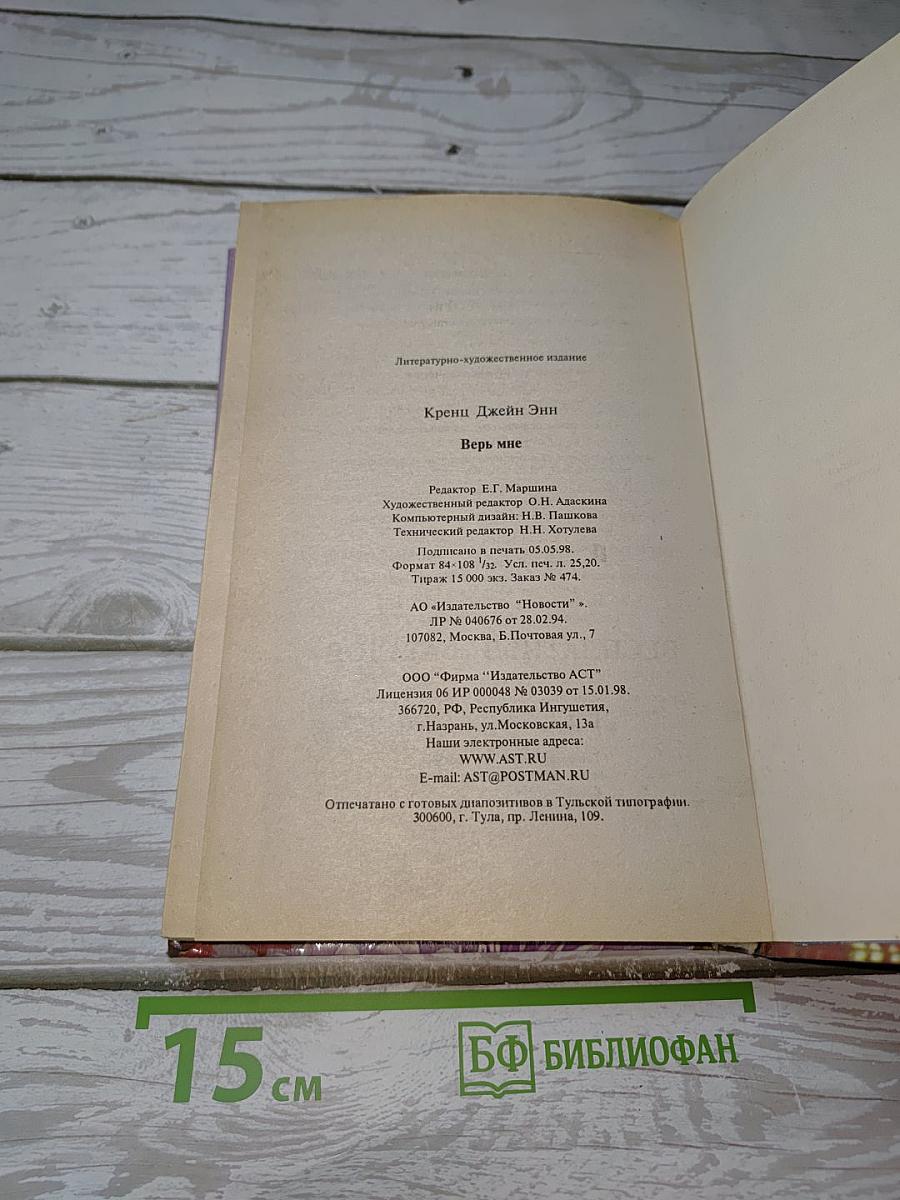 Литературно-художественное издание
Кренц Джейн Энн
Верь мне
Редактор Е.Г. Маршина
Художественный редактор О.Н. Адаскина
Компьютерный дизайн: Н.В. Пашкова
Технический редактор Н.Н. Хотулева
Подписано в печать 05.05.98.
Формат 84×108 1/32. Усл. печ. л. 25,20.
Тираж 15 000 экз. Заказ № 474.
АО «Издательство "Новости" ».
ЛР № 040676 от 28.02.94.
107082, Москва, Б.Почтовая ул., 7
ООО "Фирма ''Издательство АСТ"
Лицензия 06 ИР 000048 № 03039 от 15.01.98.
366720, РФ, Республика Ингушетия,
г.Назрань, ул.Московская, 13а
Наши электронные адреса:
WWW.AST.RU
E-mail: AST@POSTMAN.RU
Отпечатано с готовых диапозитивов в Тульской типографии.
300600, г. Тула, пр. Ленина, 109.
15 см
БФ БИБЛИОФАН